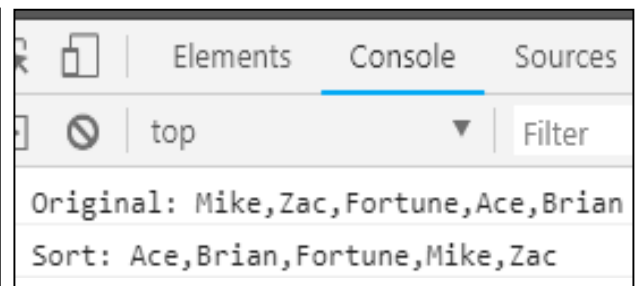 Elements Console Sources
top ▼ Filter
Original: Mike,Zac,Fortune,Ace,Brian
Sort: Ace,Brian,Fortune,Mike,Zac